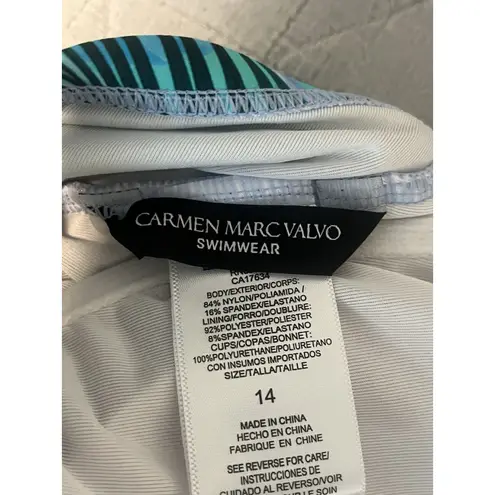 CARMEN MARC VALVO
SWIMWEAR
CA17634
BODY/EXTERIOR/CORPS:
84% NYLON/POLIAMIDA/
16% SPANDEX/ELASTANO
LINING/FORRO/DOUBLURE:
92%POLYESTER/POLIESTER
8%SPANDEX/ELASTANO
CUPS/COPAS/BONNET:
100%POLYURETHANE/POLIURETANO
CON INSUMOS IMPORTADOS
SIZE/TALLA/TAILLE
14
MADE IN CHINA
HECHO EN CHINA
FABRIQUE EN CHINE
SEE REVERSE FOR CARE/
INSTRUCCIONES DE
CUIDADO AL REVERSO/VOIR